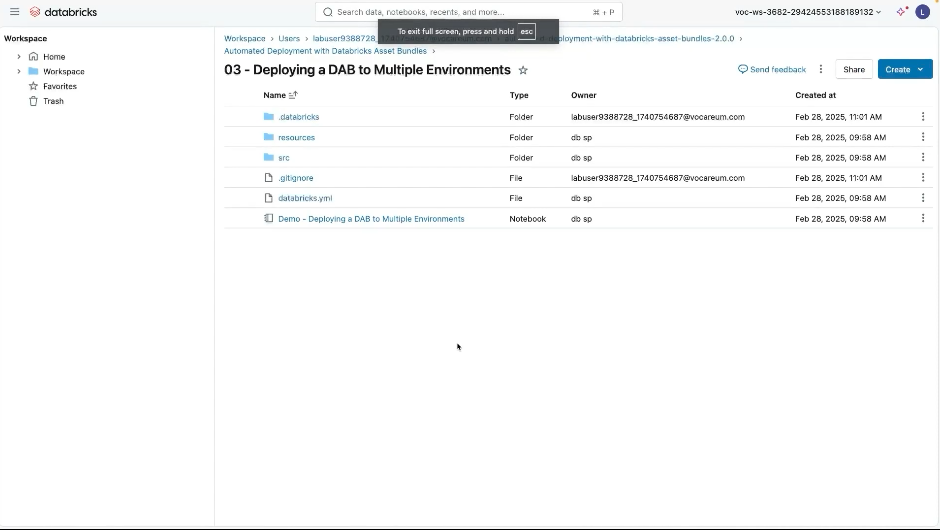 databricks
Search data, notebooks, recents, and more...
⌘ + P
voc-ws-3682-29424553188189132
L
To exit full screen, press and hold esc
Workspace
Home
Workspace
Favorites
Trash
Workspace > Users > labuser9388728_ deployment-with-databricks-asset-bundles-2.0.0 >
Automated Deployment with Databricks Asset Bundles >
03 - Deploying a DAB to Multiple Environments
Send feedback
Share
Create
Name Type Owner Created at
.databricks Folder labuser9388728_1740754687@vocareum.com Feb 28, 2025, 11:01 AM
resources Folder db sp Feb 28, 2025, 09:58 AM
src Folder db sp Feb 28, 2025, 09:58 AM
.gitignore File labuser9388728_1740754687@vocareum.com Feb 28, 2025, 11:01 AM
databricks.yml File db sp Feb 28, 2025, 09:58 AM
Demo - Deploying a DAB to Multiple Environments Notebook db sp Feb 28, 2025, 09:58 AM